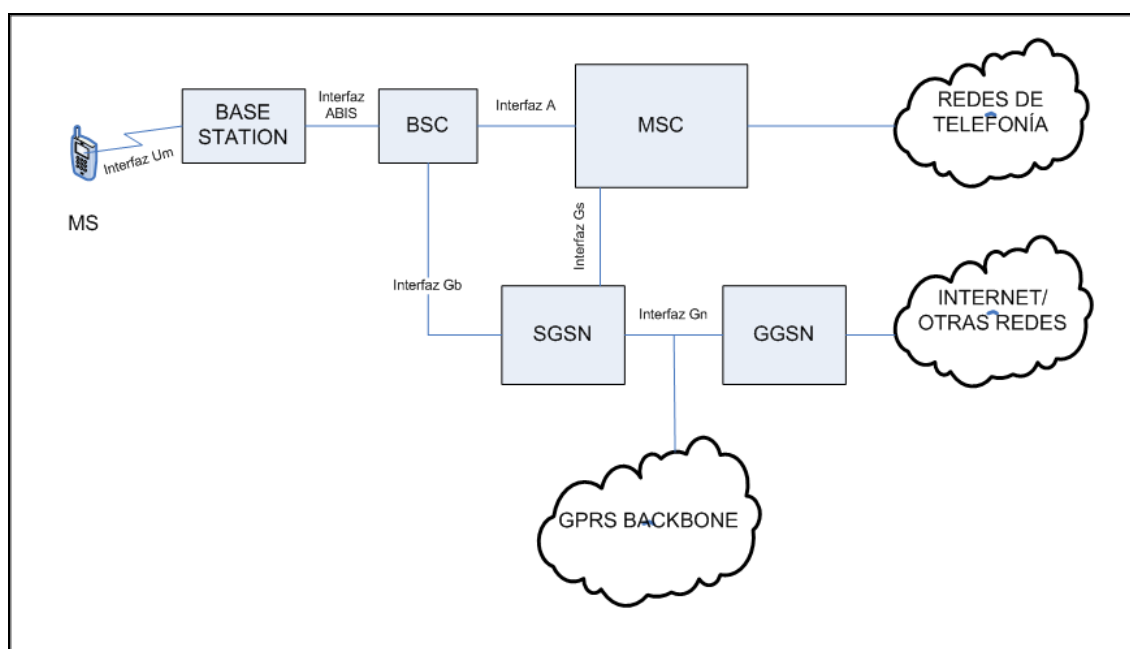 BASE
STATION
Interfaz
ABIS
BSC
Interfaz A
MSC
REDES DE
TELEFONÍA
Interfaz Um
MS
Interfaz Gs
Interfaz Gb
SGSN
Interfaz Gn
GGSN
INTERNET/
OTRAS REDES
GPRS BACKBONE